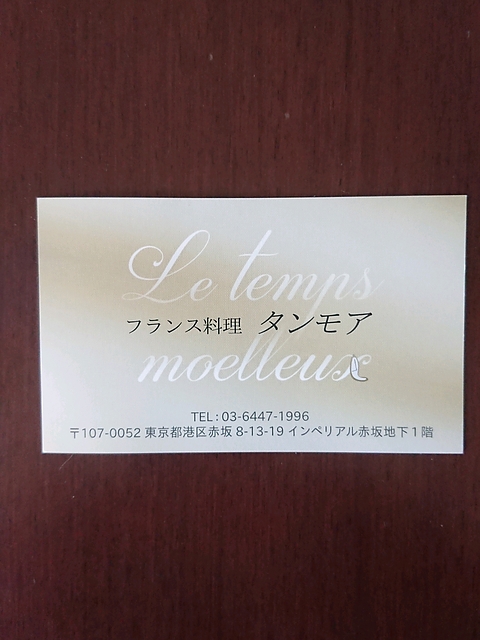 Le temps
フランス料理 タンモア
moelleux
TEL:03-6447-1996
〒107-0052 東京都港区赤坂 8-13-19 インペリアル赤坂地下1階